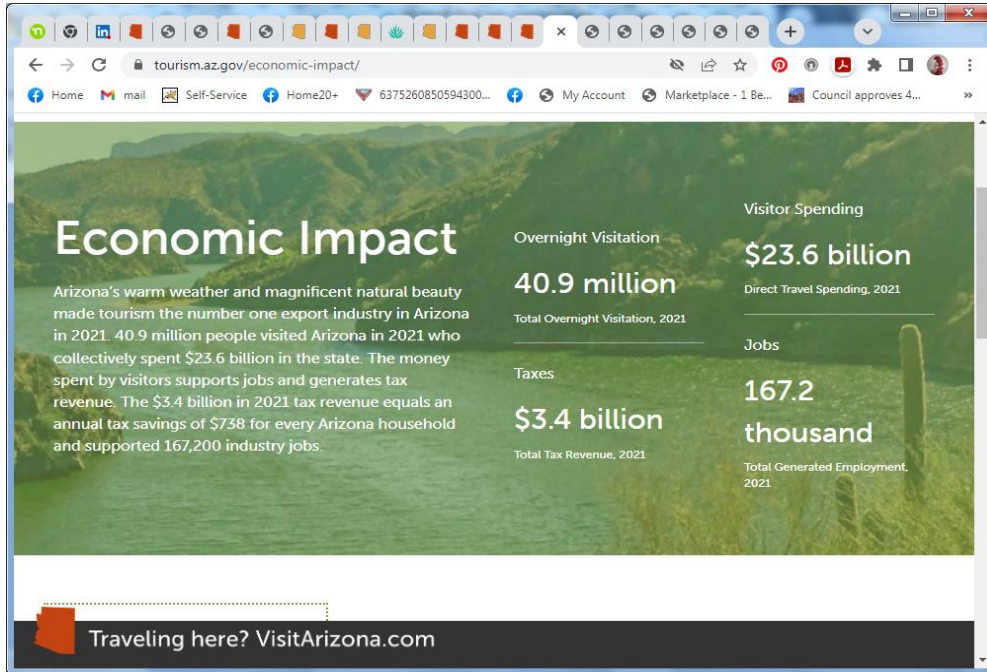 tourism.az.gov/economic-impact/
Home mail Self-Service Home20+ 6375260850594300... My Account Marketplace - 1 Be... Council approves 4... »
Economic Impact
Arizona's warm weather and magnificent natural beauty
made tourism the number one export industry in Arizona
in 2021. 40.9 million people visited Arizona in 2021 who
collectively spent $23.6 billion in the state. The money
spent by visitors supports jobs and generates tax
revenue. The $3.4 billion in 2021 tax revenue equals an
annual tax savings of $738 for every Arizona household
and supported 167,200 industry jobs.
Overnight Visitation
40.9 million
Total Overnight Visitation, 2021
Taxes
$3.4 billion
Total Tax Revenue, 2021
Visitor Spending
$23.6 billion
Direct Travel Spending, 2021
Jobs
167.2
thousand
Total Generated Employment,
2021
Traveling here? VisitArizona.com